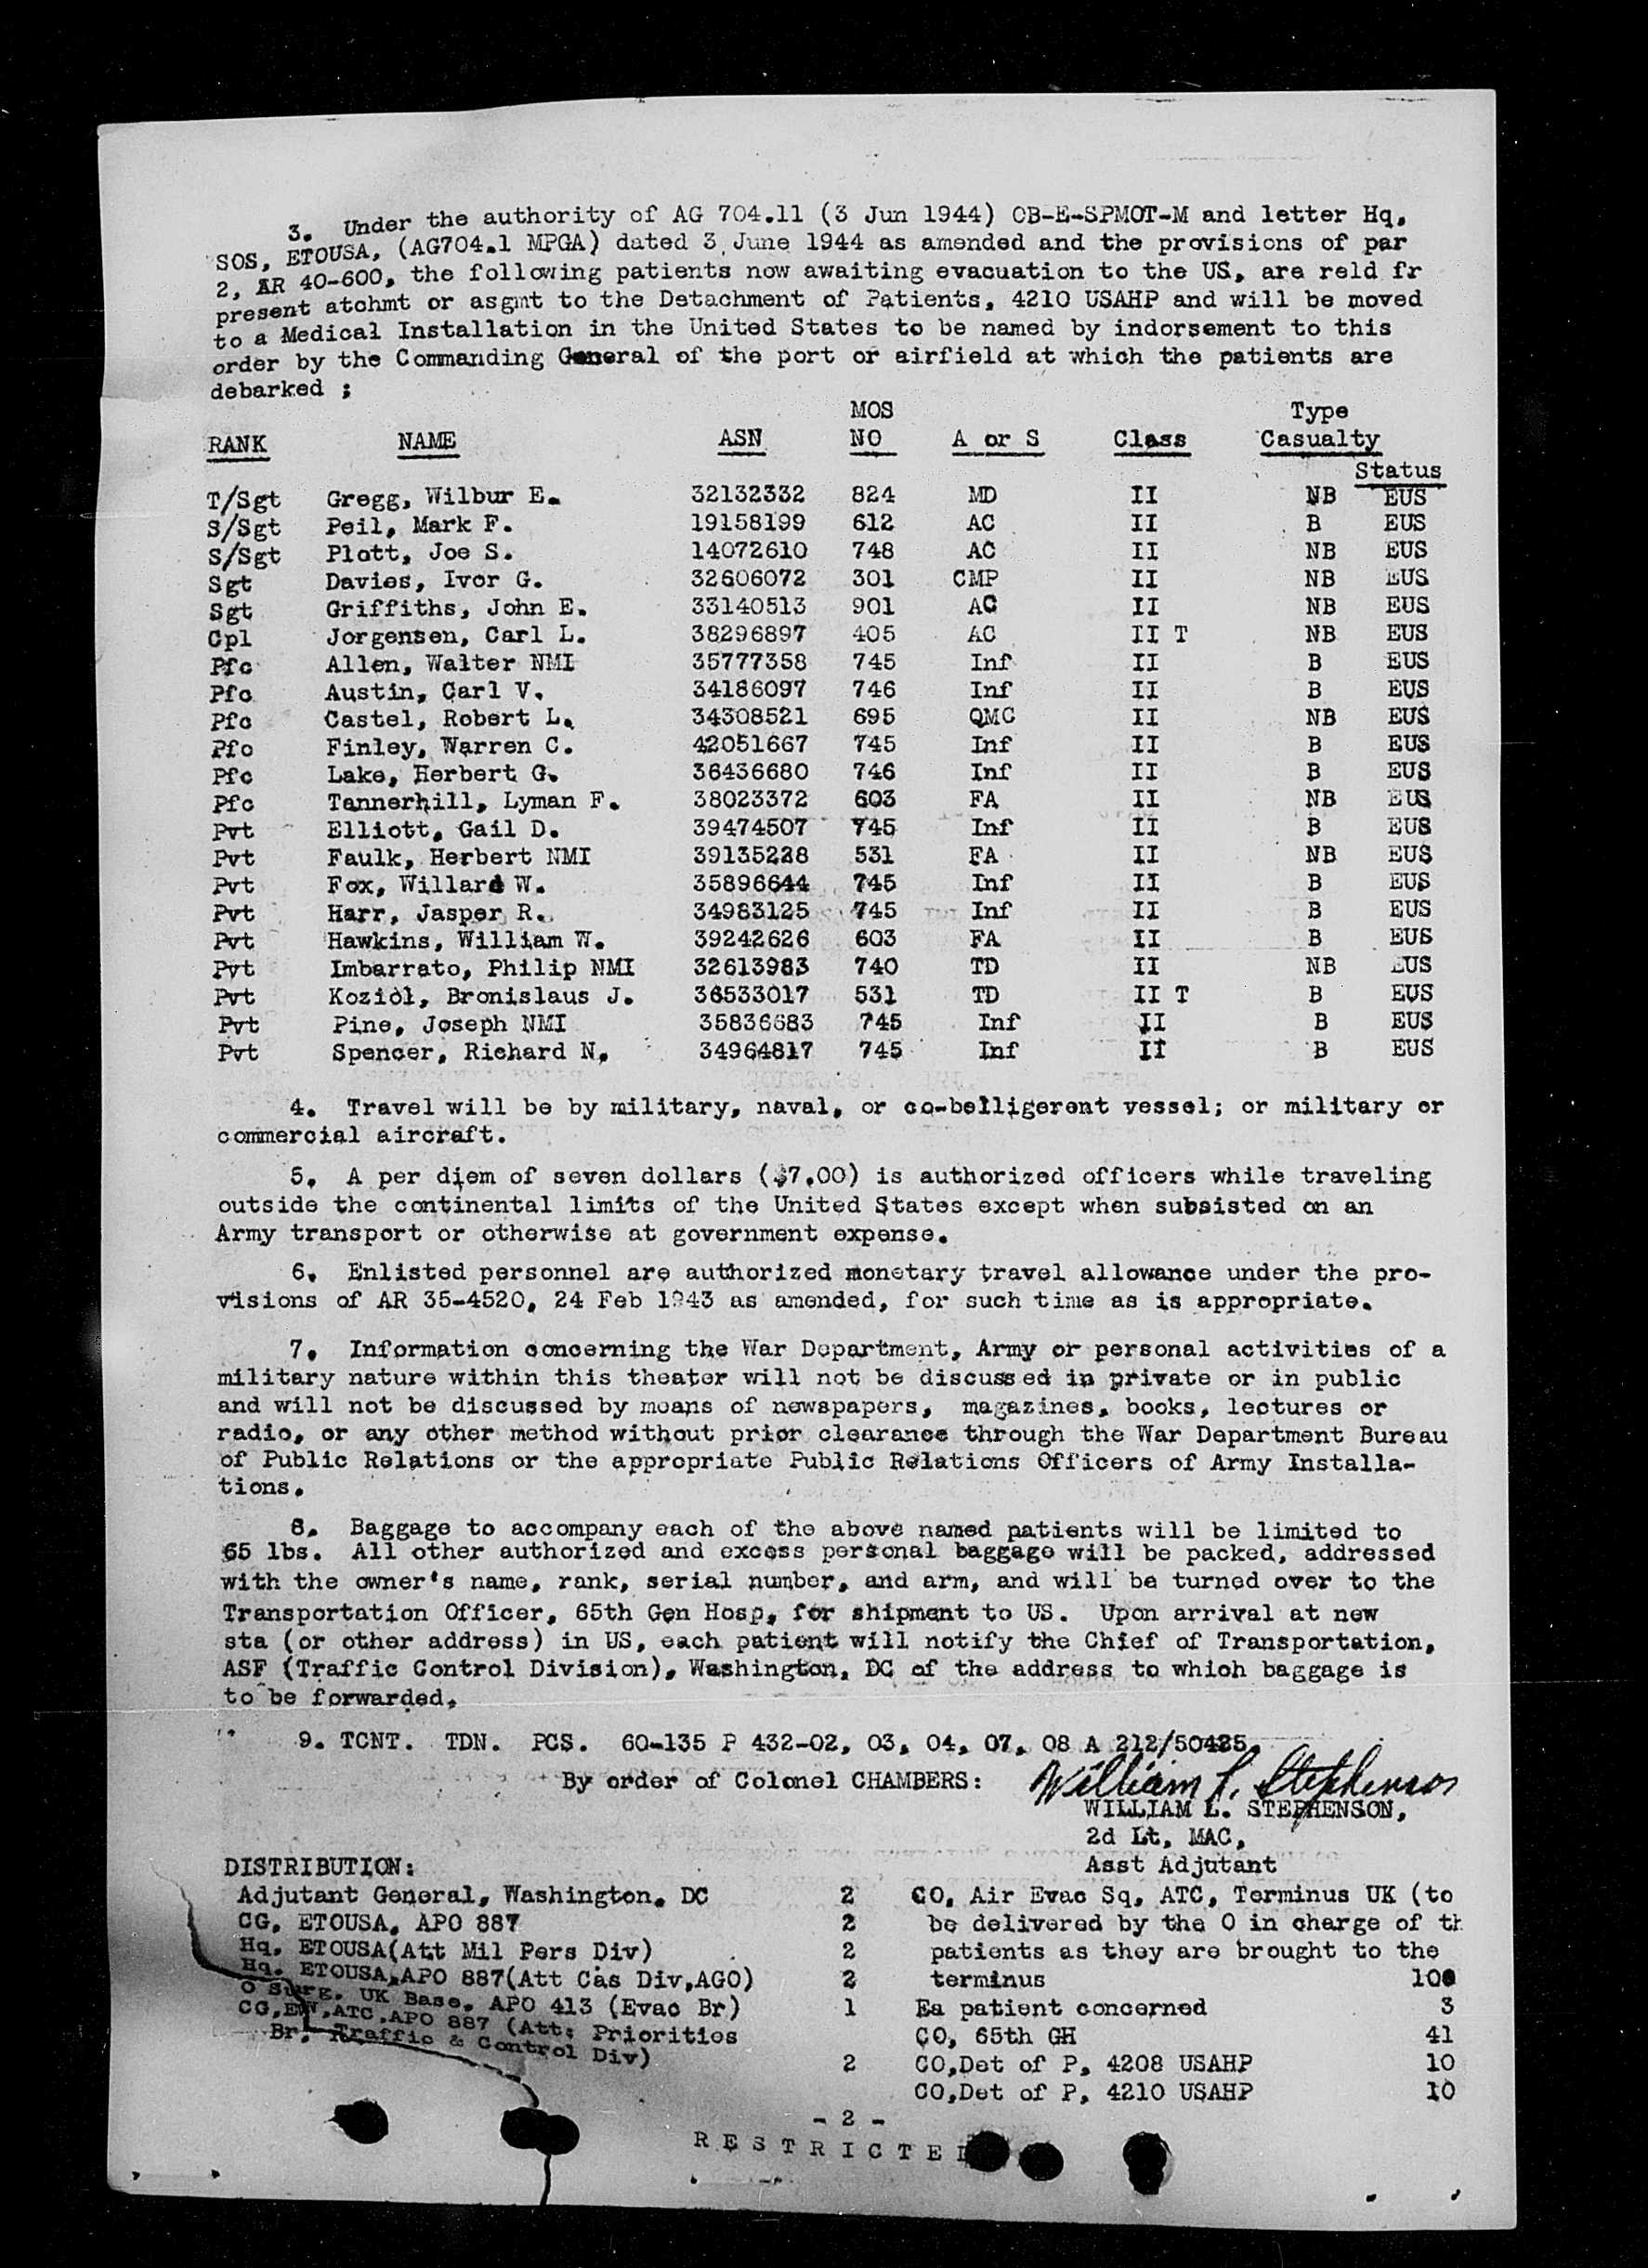 3. Under the authority of AG 704.11 (3 Jun 1944) OB-E-SPMOT-M and letter Hq,
SOS, ETOUSA, (AG704.1 MPGA) dated 3 June 1944 as amended and the provisions of par
2, AR 40-600, the following patients now awaiting evacuation to the US, are reld fr
present atchmt or asgmt to the Detachment of Patients, 4210 USAHP and will be moved
to a Medical Installation in the United States to be named by indorsement to this
order by the Commanding General of the port or airfield at which the patients are
debarked ;
MOS Type
RANK NAME ASN NO A or S Class Casualty
Status
T/Sgt Gregg, Wilbur E. 32132332 824 MD II NB EUS
S/Sgt Peil, Mark F. 19158199 612 AC II B EUS
S/Sgt Plott, Joe S. 14072610 748 AC II NB EUS
Sgt Davies, Ivor G. 32606072 301 CMP II NB EUS
Sgt Griffiths, John E. 33140513 901 AC II NB EUS
Cpl Jorgensen, Carl L. 38296897 405 AC II T NB EUS
Pfc Allen, Walter NMI 35777358 745 Inf II B EUS
Pfc Austin, Carl V. 34186097 746 Inf II B EUS
Pfc Castel, Robert L. 34308521 695 QMC II NB EUS
Pfc Finley, Warren C. 42051667 745 Inf II B EUS
Pfc Lake, Herbert G. 36436680 746 Inf II B EUS
Pfc Tannerhill, Lyman F. 38023372 603 FA II NB EUS
Pvt Elliott, Gail D. 39474507 745 Inf II B EUS
Pvt Faulk, Herbert NMI 39135228 531 FA II NB EUS
Pvt Fox, Willard W. 35896644 745 Inf II B EUS
Pvt Harr, Jasper R. 34983125 745 Inf II B EUS
Pvt Hawkins, William W. 39242626 603 FA II B EUS
Pvt Imbarrato, Philip NMI 32613983 740 TD II NB EUS
Pvt Koziol, Bronislaus J. 36533017 531 TD II T B EUS
Pvt Pine, Joseph NMI 35836683 745 Inf II B EUS
Pvt Spencer, Richard N. 34964817 745 Inf II B EUS
4. Travel will be by military, naval, or co-belligerent vessel; or military or
commercial aircraft.
5. A per diem of seven dollars ($7.00) is authorized officers while traveling
outside the continental limits of the United States except when subsisted on an
Army transport or otherwise at government expense.
6. Enlisted personnel are authorized monetary travel allowance under the pro-
visions of AR 35-4520, 24 Feb 1943 as amended, for such time as is appropriate.
7. Information concerning the War Department, Army or personal activities of a
military nature within this theater will not be discussed in private or in public
and will not be discussed by means of newspapers, magazines, books, lectures or
radio, or any other method without prior clearance through the War Department Bureau
of Public Relations or the appropriate Public Relations Officers of Army Installa-
tions.
8. Baggage to accompany each of the above named patients will be limited to
65 lbs. All other authorized and excess personal baggage will be packed, addressed
with the owner's name, rank, serial number, and arm, and will be turned over to the
Transportation Officer, 65th Gen Hosp, for shipment to US. Upon arrival at new
sta (or other address) in US, each patient will notify the Chief of Transportation,
ASF (Traffic Control Division), Washington, DC of the address to which baggage is
to be forwarded.
9. TCNT. TDN. PCS. 60-135 P 432-02, 03, 04, 07, 08 A 212/50425.
By order of Colonel CHAMBERS: William L. Stephenson
WILLIAM L. STEPHENSON,
2d Lt, MAC,
Asst Adjutant
DISTRIBUTION:
Adjutant General, Washington, DC 2 CO, Air Evac Sq, ATC, Terminus UK (to
CG, ETOUSA, APO 887 2 be delivered by the O in charge of th
Hq, ETOUSA(Att Mil Pers Div) 2 patients as they are brought to the
Hq. ETOUSA,APO 887(Att Cas Div,AGO) 2 terminus 100
O Surg. UK Base. APO 413 (Evac Br) 1 Ea patient concerned 3
CG,EW,ATC,APO 887 (Att: Priorities CO, 65th GH 41
Br, Traffic & Control Div) 2 CO,Det of P, 4208 USAHP 10
CO,Det of P, 4210 USAHP 10
- 2 -
RESTRICTED